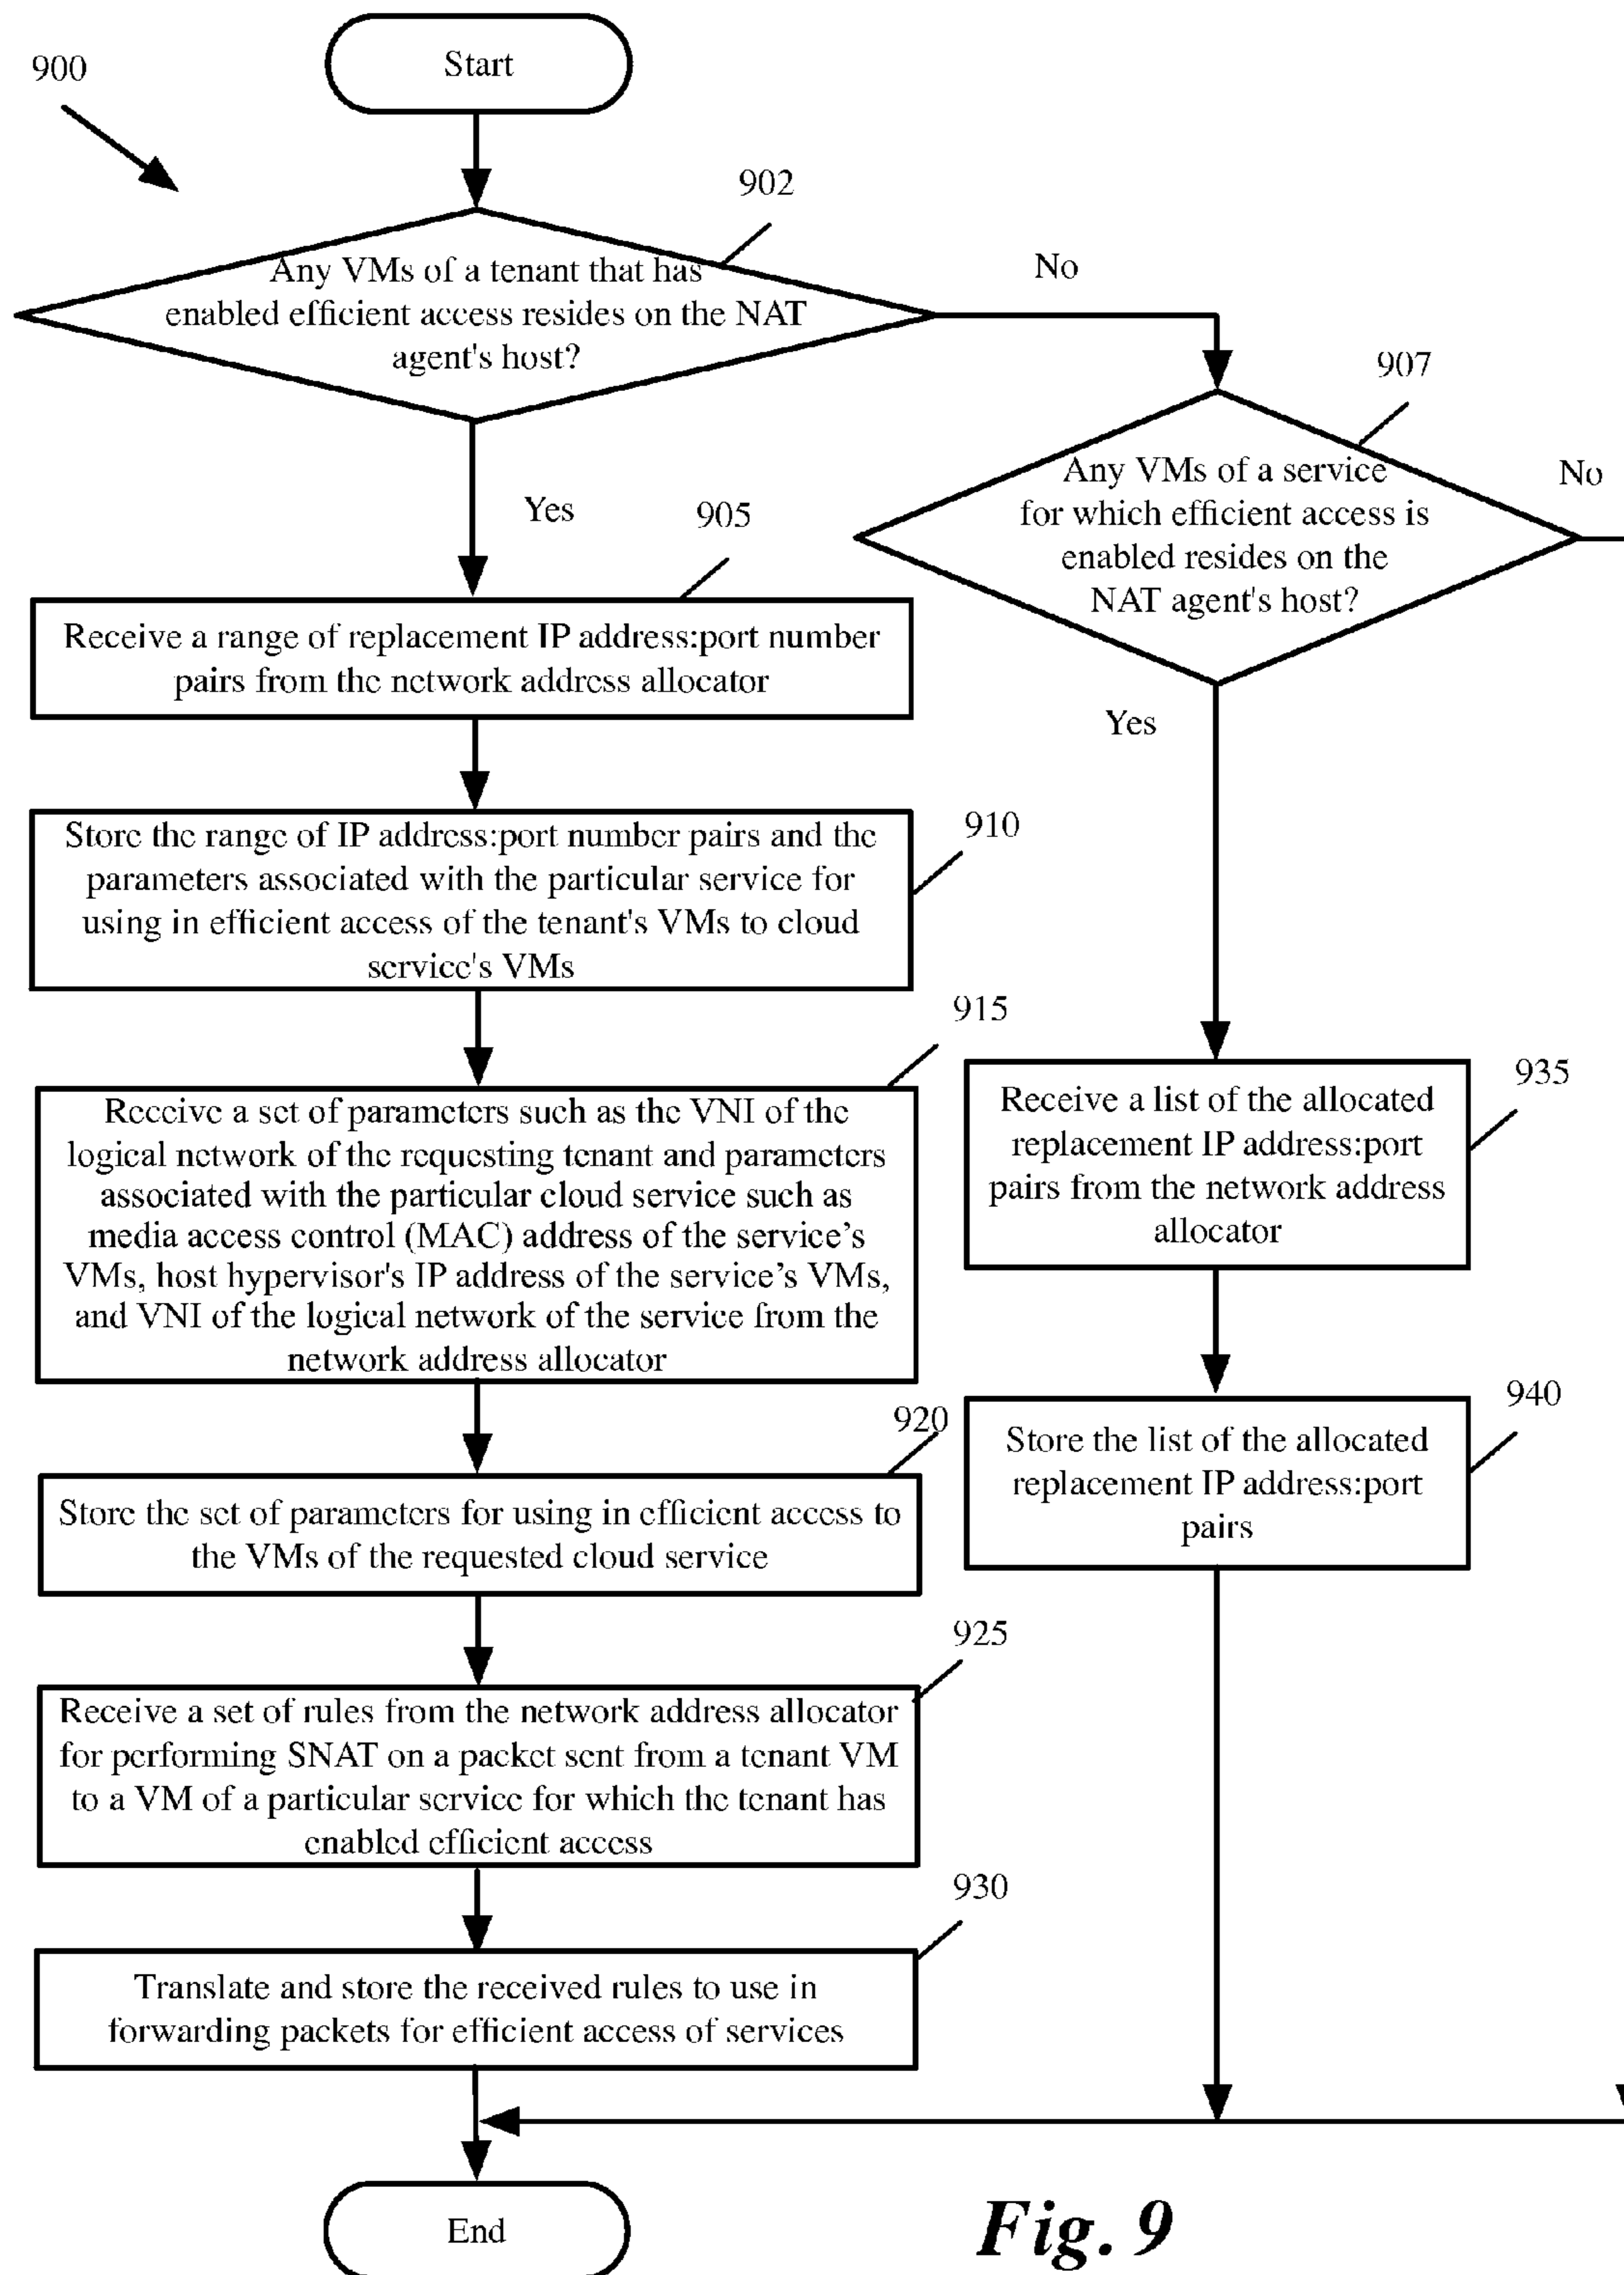 900
Start
902
Any VMs of a tenant that has
enabled efficient access resides on the NAT
agent's host?
No
907
Any VMs of a service
for which efficient access is
enabled resides on the
NAT agent's host?
No
Yes
905
Receive a range of replacement IP address:port number
pairs from the network address allocator
Yes
910
Store the range of IP address:port number pairs and the
parameters associated with the particular service for
using in efficient access of the tenant's VMs to cloud
service's VMs
915
Receive a set of parameters such as the VNI of the
logical network of the requesting tenant and parameters
associated with the particular cloud service such as
media access control (MAC) address of the service’s
VMs, host hypervisor's IP address of the service’s VMs,
and VNI of the logical network of the service from the
network address allocator
935
Receive a list of the allocated
replacement IP address:port
pairs from the network address
allocator
920
Store the set of parameters for using in efficient access to
the VMs of the requested cloud service
940
Store the list of the allocated
replacement IP address:port
pairs
925
Receive a set of rules from the network address allocator
for performing SNAT on a packet sent from a tenant VM
to a VM of a particular service for which the tenant has
enabled efficient access
930
Translate and store the received rules to use in
forwarding packets for efficient access of services
End
Fig. 9